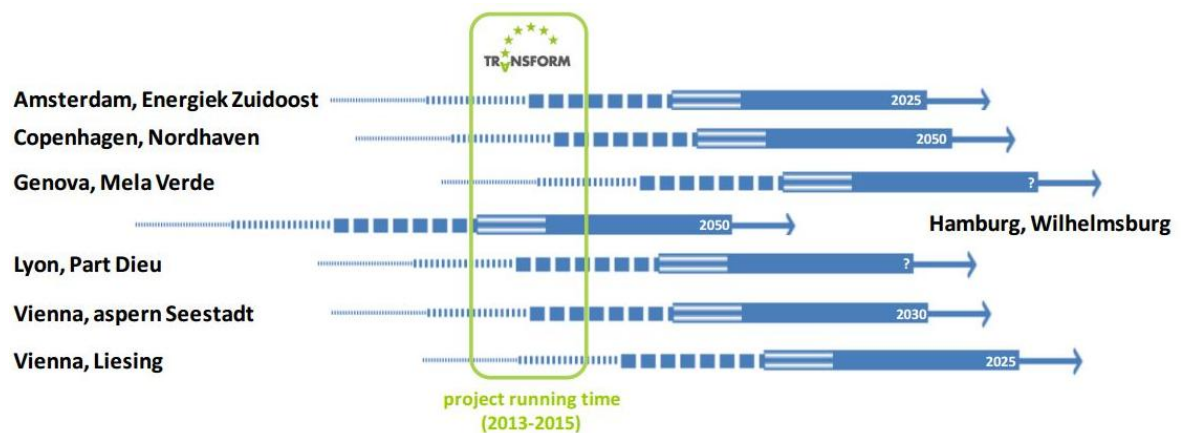 TRANSFORM
Amsterdam, Energiek Zuidoost
2025
Copenhagen, Nordhaven
2050
Genova, Mela Verde
?
2050
Hamburg, Wilhelmsburg
Lyon, Part Dieu
?
Vienna, aspern Seestadt
2030
Vienna, Liesing
2025
project running time
(2013-2015)